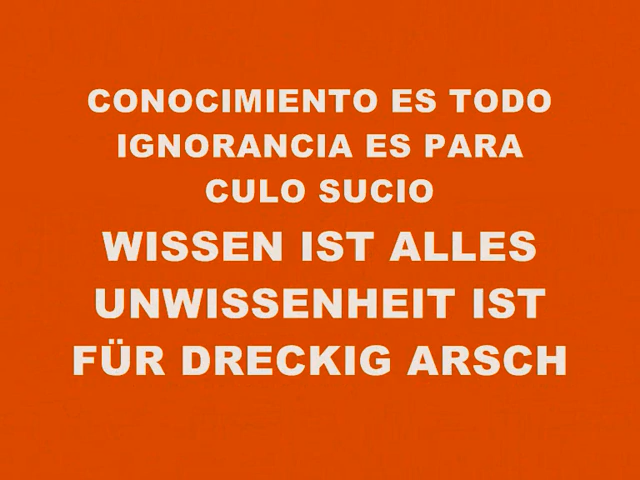 CONOCIMIENTO ES TODO
IGNORANCIA ES PARA
CULO SUCIO
WISSEN IST ALLES
UNWISSENHEIT IST
FÜR DRECKIG ARSCH